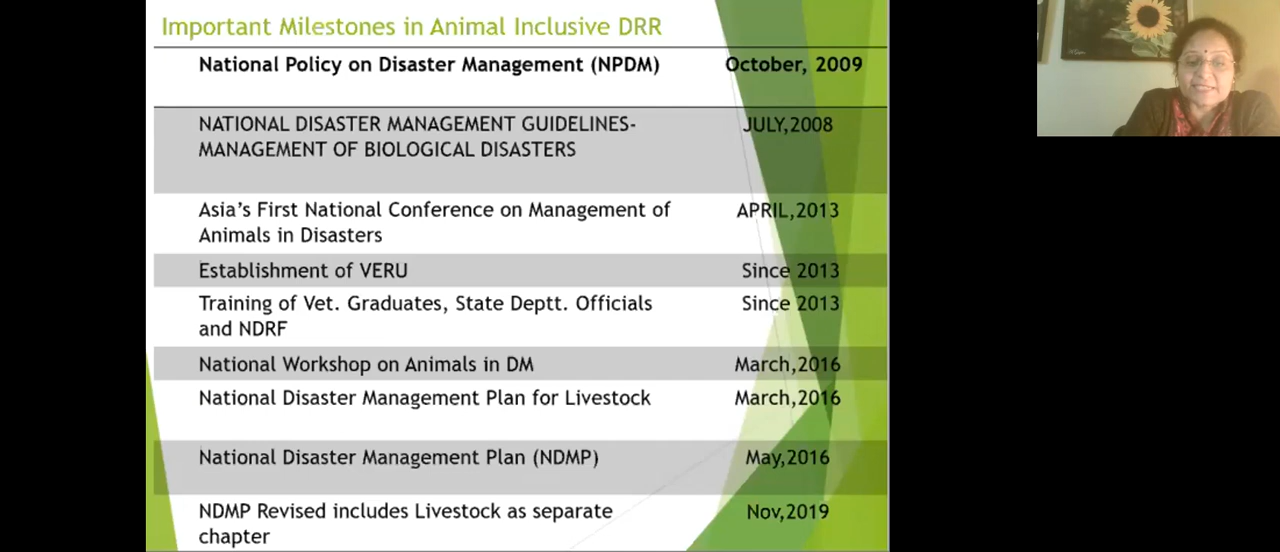 Important Milestones in Animal Inclusive DRR
National Policy on Disaster Management (NPDM) October, 2009
NATIONAL DISASTER MANAGEMENT GUIDELINES- JULY,2008
MANAGEMENT OF BIOLOGICAL DISASTERS
Asia's First National Conference on Management of APRIL,2013
Animals in Disasters
Establishment of VERU Since 2013
Training of Vet. Graduates, State Deptt. Officials Since 2013
and NDRF
National Workshop on Animals in DM March,2016
National Disaster Management Plan for Livestock March,2016
National Disaster Management Plan (NDMP) May,2016
NDMP Revised includes Livestock as separate Nov,2019
chapter